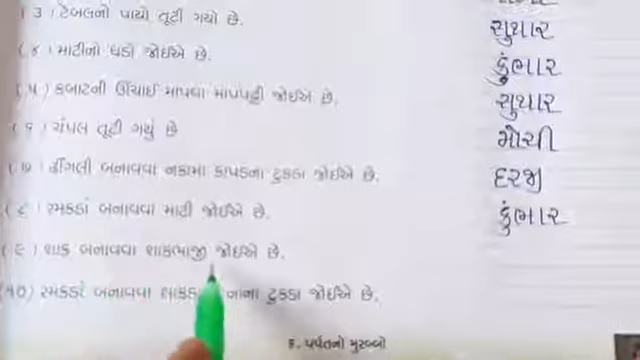 (૩) ટેબલનો પાયો તૂટી ગયો છે. સુથાર
(૪) માટીનો ઘડો જોઈએ છે. કુંભાર
(૫) કબાટની ઊંચાઈ માપવા માપપટ્ટી જોઈએ છે. સુથાર
(૬) ચંપલ તૂટી ગયું છે મોચી
(૭) ઢીંગલી બનાવવા નકામા કાપડના ટુકડા જોઈએ છે. દરજી
(૮) રમકડાં બનાવવા માટી જોઈએ છે. કુંભાર
(૯) શાક બનાવવા શાકભાજી જોઈએ છે.
(૧૦) રમકડાં બનાવવા ટુકડા જોઈએ છે.
૬. પર્વતનો મુરબ્બો